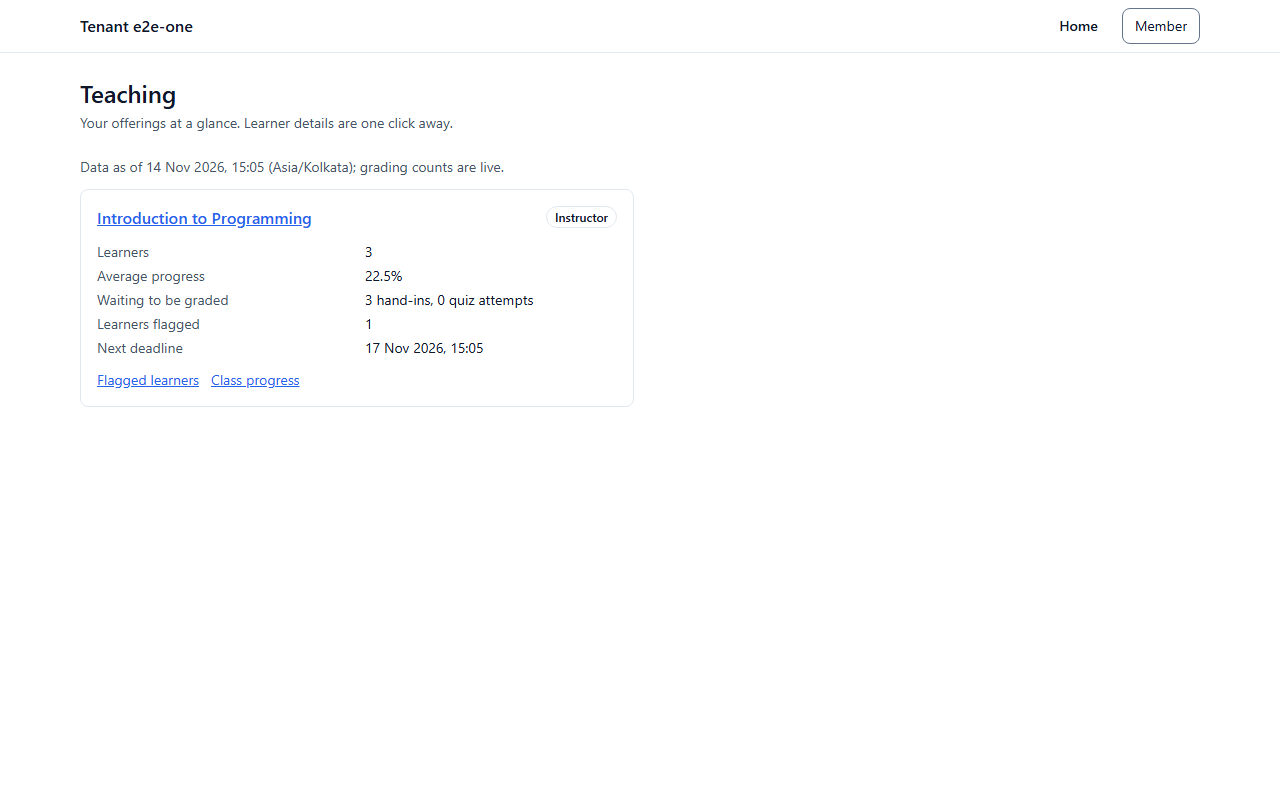 Tenant e2e-one
Home
Member
Teaching
Your offerings at a glance. Learner details are one click away.
Data as of 14 Nov 2026, 15:05 (Asia/Kolkata); grading counts are live.
Introduction to Programming
Instructor
Learners 3
Average progress 22.5%
Waiting to be graded 3 hand-ins, 0 quiz attempts
Learners flagged 1
Next deadline 17 Nov 2026, 15:05
Flagged learners Class progress